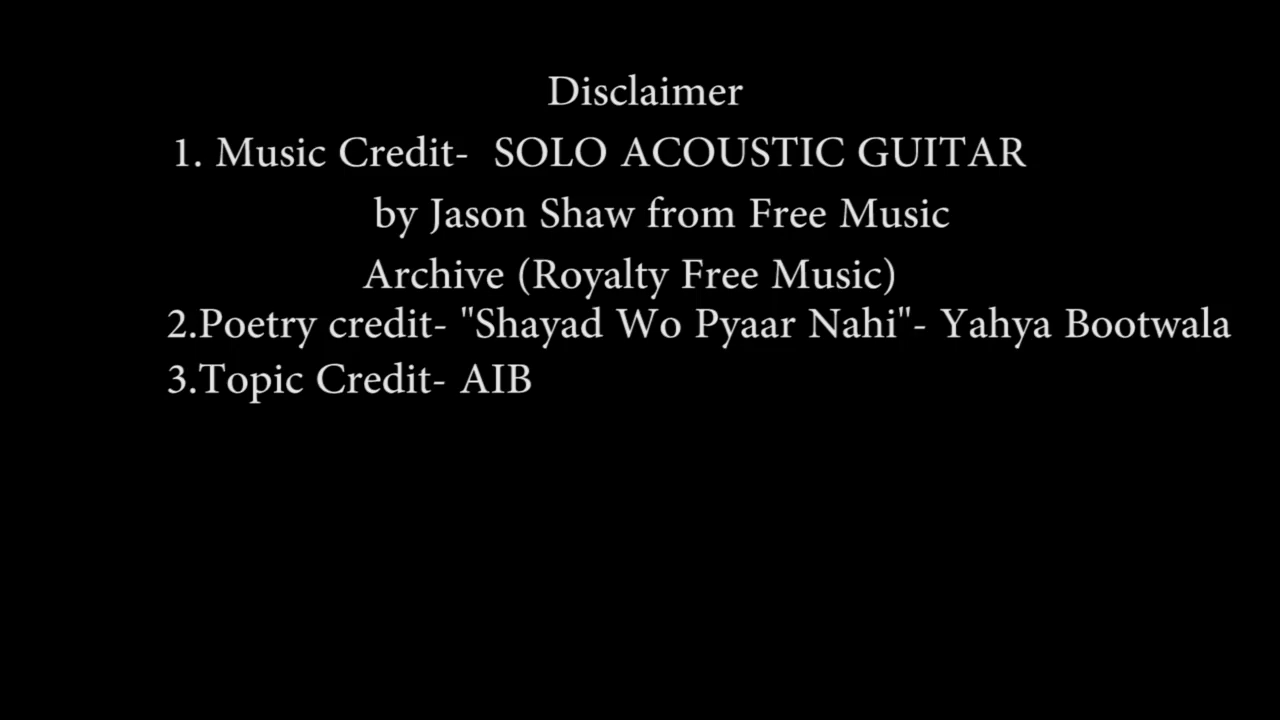 Disclaimer
1. Music Credit- SOLO ACOUSTIC GUITAR
by Jason Shaw from Free Music
Archive (Royalty Free Music)
2.Poetry credit- "Shayad Wo Pyaar Nahi"- Yahya Bootwala
3.Topic Credit- AIB